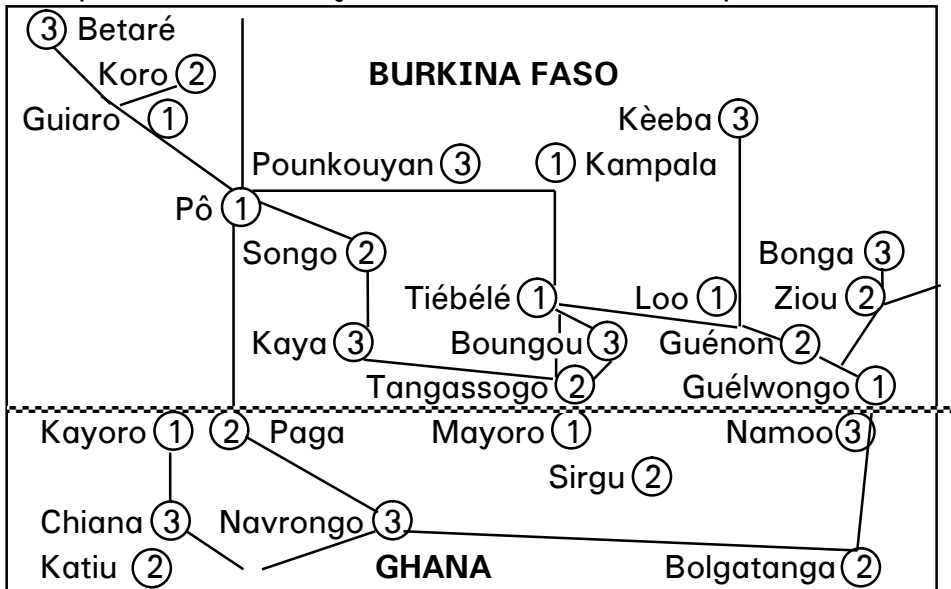 ③ Betaré
Koro ②
BURKINA FASO
Guiaro ①
Kèeba ③
Pounkouyan ③
① Kampala
Pô ①
Songo ②
Bonga ③
Tiébélé ①
Loo ①
Ziou ②
Kaya ③
Boungou ③
Guénon ②
Tangassogo ②
Guélwongo ①
Kayoro ①
② Paga
Mayoro ①
Namoo ③
Sirgu ②
Chiana ③
Navrongo ③
Katiu ②
GHANA
Bolgatanga ②